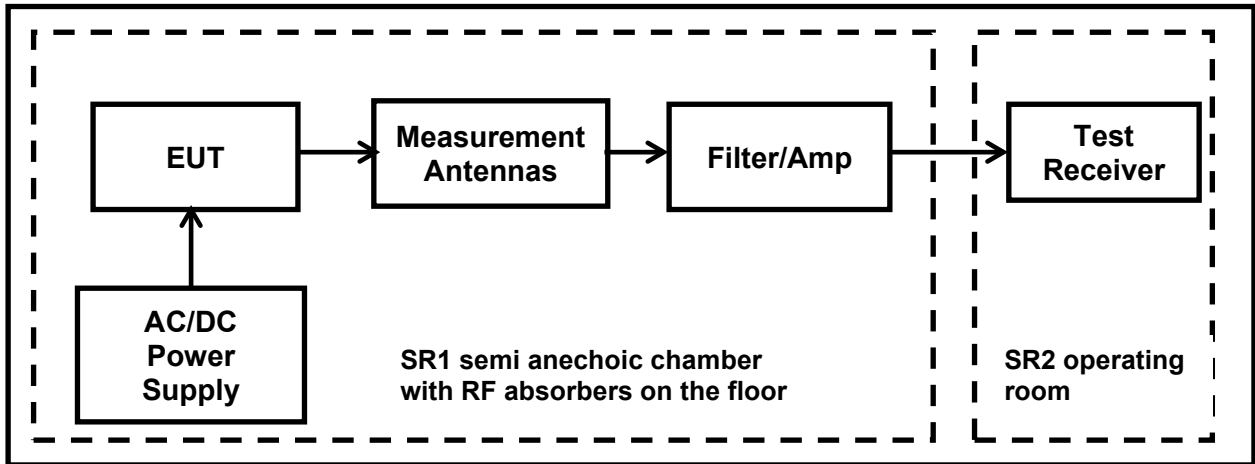 EUT
Measurement
Antennas
Filter/Amp
Test
Receiver
AC/DC
Power
Supply
SR1 semi anechoic chamber
with RF absorbers on the floor
SR2 operating
room